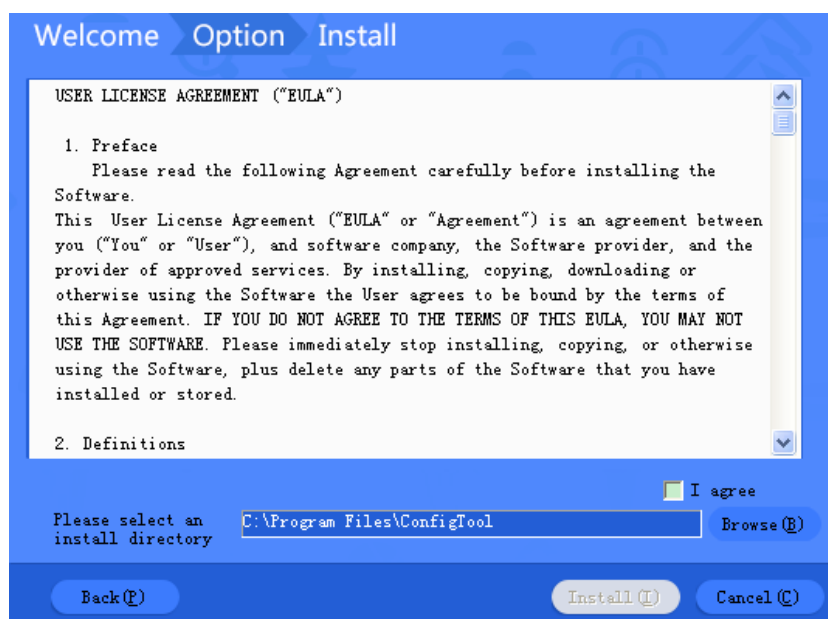 Welcome Option Install
USER LICENSE AGREEMENT ("EULA")
1. Preface
Please read the following Agreement carefully before installing the
Software.
This User License Agreement ("EULA" or "Agreement") is an agreement between
you ("You" or "User"), and software company, the Software provider, and the
provider of approved services. By installing, copying, downloading or
otherwise using the Software the User agrees to be bound by the terms of
this Agreement. IF YOU DO NOT AGREE TO THE TERMS OF THIS EULA, YOU MAY NOT
USE THE SOFTWARE. Please immediately stop installing, copying, or otherwise
using the Software, plus delete any parts of the Software that you have
installed or stored.
2. Definitions
I agree
Please select an
install directory
C:\Program Files\ConfigTool
Browse(B)
Back(P)
Install(I)
Cancel(C)